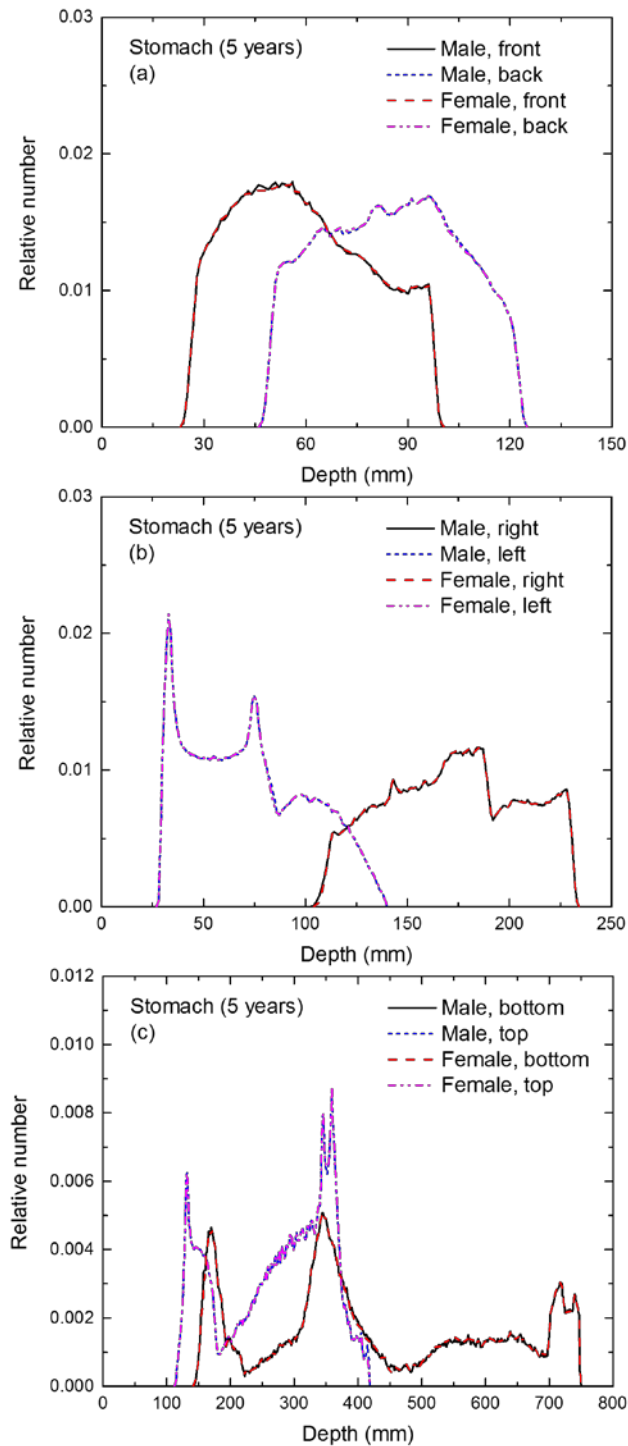 Stomach (5 years)
(a)
Male, front
Male, back
Female, front
Female, back
Relative number
0.03
0.02
0.01
0.00
0 30 60 90 120 150
Depth (mm)
Stomach (5 years)
(b)
Male, right
Male, left
Female, right
Female, left
Relative number
0.03
0.02
0.01
0.00
0 50 100 150 200 250
Depth (mm)
Stomach (5 years)
(c)
Male, bottom
Male, top
Female, bottom
Female, top
Relative number
0.012
0.010
0.008
0.006
0.004
0.002
0.000
0 100 200 300 400 500 600 700 800
Depth (mm)